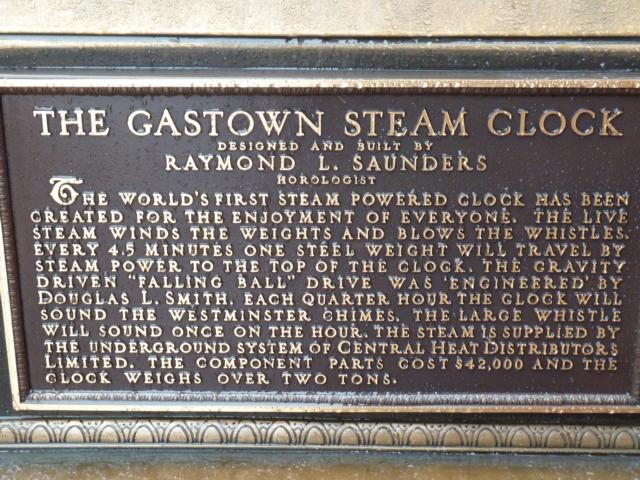 THE GASTOWN STEAM CLOCK
DESIGNED AND BUILT BY
RAYMOND L. SAUNDERS
HOROLOGIST
THE WORLD'S FIRST STEAM POWERED CLOCK HAS BEEN
CREATED FOR THE ENJOYMENT OF EVERYONE. THE LIVE
STEAM WINDS THE WEIGHTS AND BLOWS THE WHISTLES.
EVERY 4.5 MINUTES ONE STEEL WEIGHT WILL TRAVEL BY
STEAM POWER TO THE TOP OF THE CLOCK. THE GRAVITY
DRIVEN "FALLING BALL" DRIVE WAS 'ENGINEERED' BY
DOUGLAS L. SMITH. EACH QUARTER HOUR THE CLOCK WILL
SOUND THE WESTMINSTER CHIMES. THE LARGE WHISTLE
WILL SOUND ONCE ON THE HOUR. THE STEAM IS SUPPLIED BY
THE UNDERGROUND SYSTEM OF CENTRAL HEAT DISTRIBUTORS
LIMITED. THE COMPONENT PARTS COST $42,000 AND THE
CLOCK WEIGHS OVER TWO TONS.